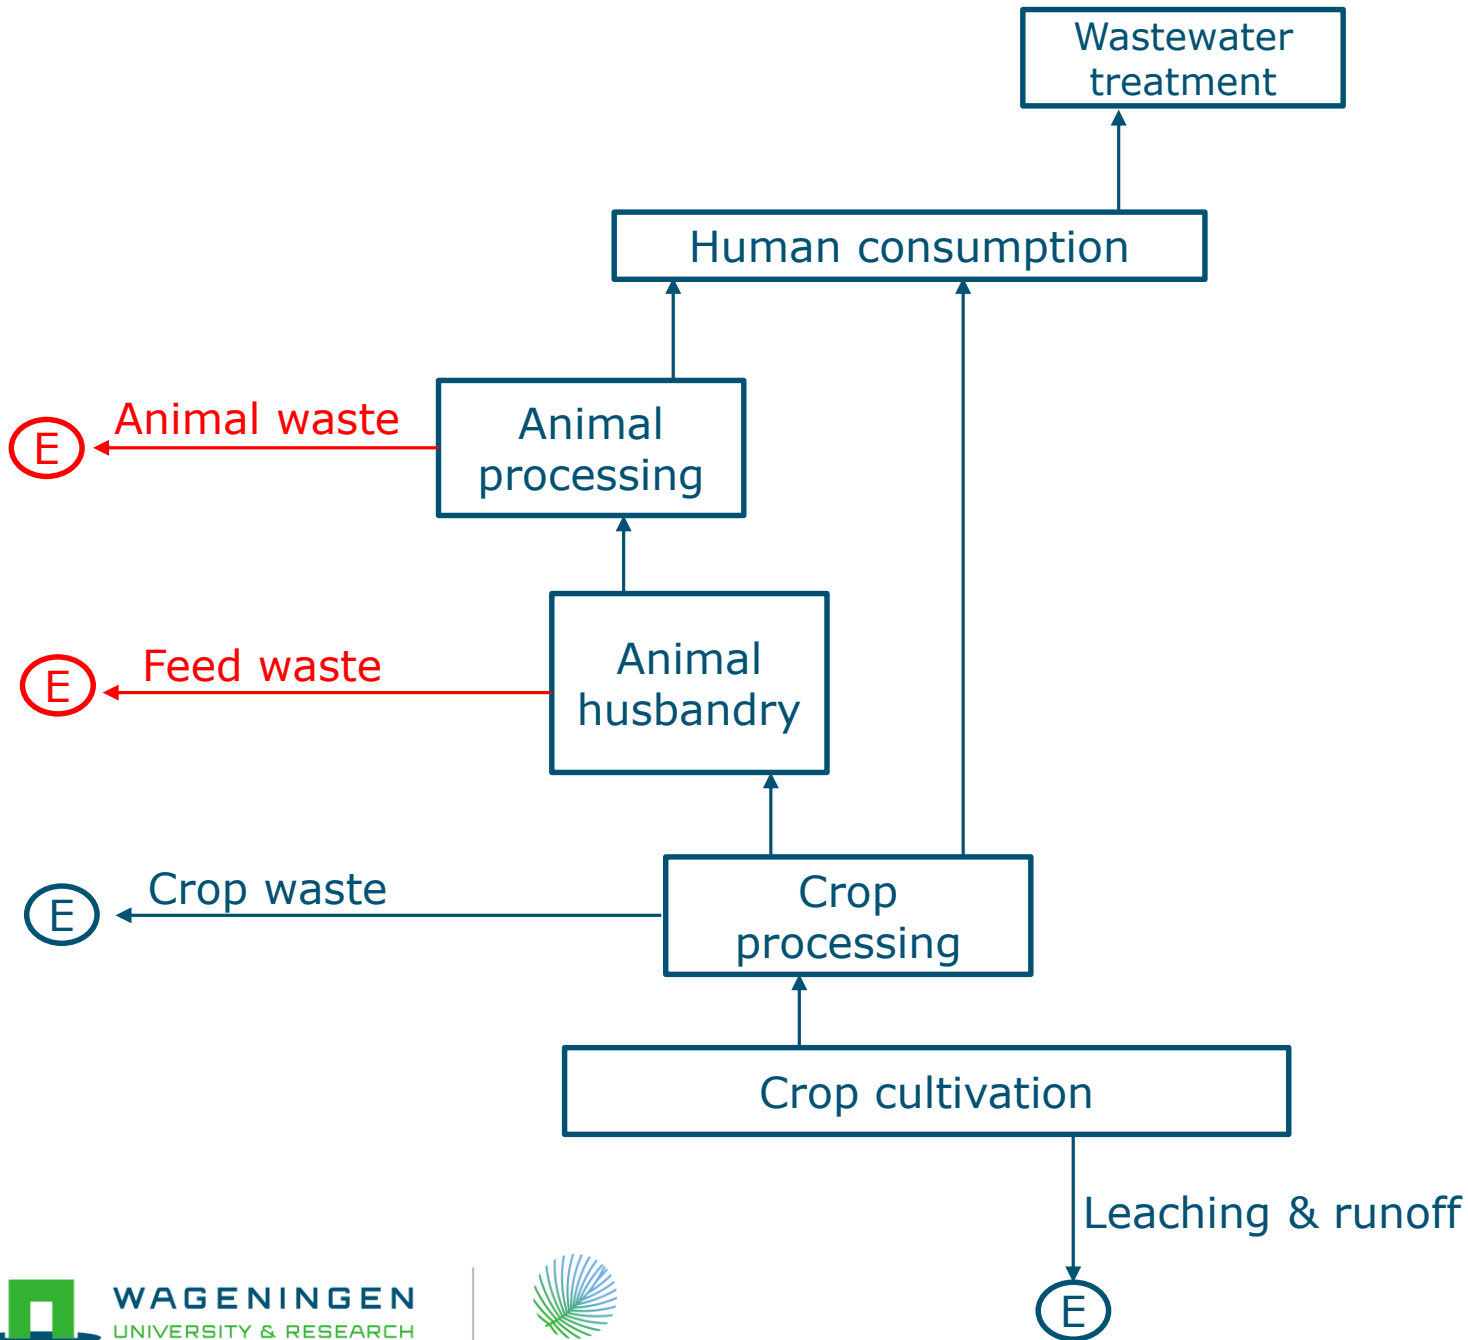 Wastewater
treatment
Human consumption
Animal waste
E
Animal
processing
Feed waste
E
Animal
husbandry
Crop waste
E
Crop
processing
Crop cultivation
Leaching & runoff
E
WAGENINGEN
UNIVERSITY & RESEARCH